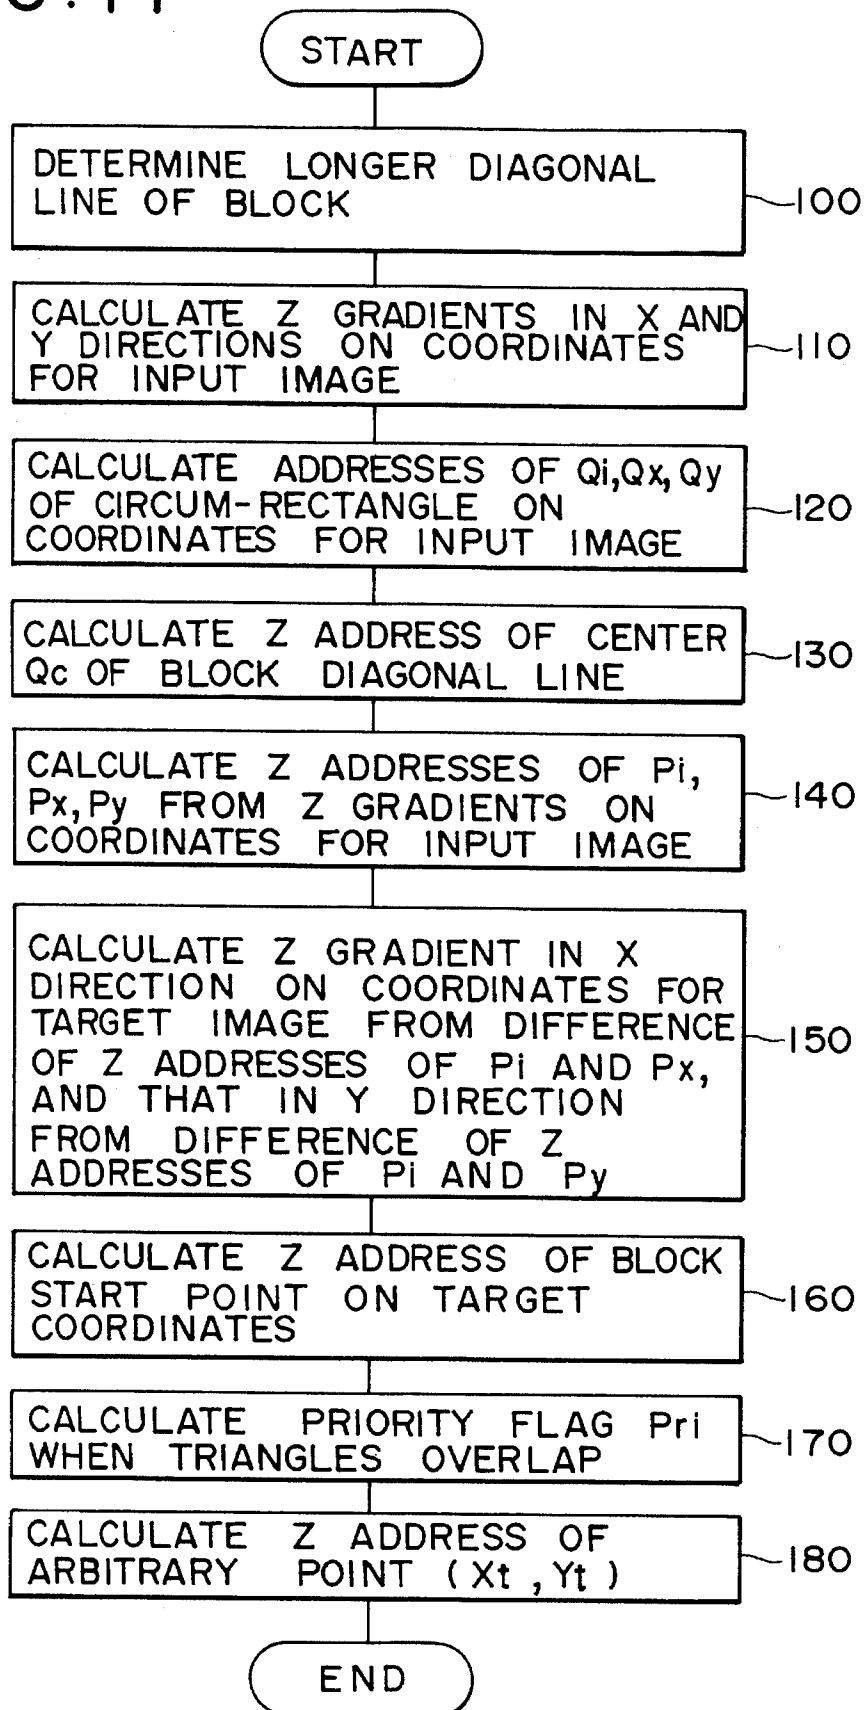 START
DETERMINE LONGER DIAGONAL
LINE OF BLOCK
100
CALCULATE Z GRADIENTS IN X AND
Y DIRECTIONS ON COORDINATES
FOR INPUT IMAGE
110
CALCULATE ADDRESSES OF Qi,Qx,Qy
OF CIRCUM-RECTANGLE ON
COORDINATES FOR INPUT IMAGE
120
CALCULATE Z ADDRESS OF CENTER
Qc OF BLOCK DIAGONAL LINE
130
CALCULATE Z ADDRESSES OF Pi,
Px,Py FROM Z GRADIENTS ON
COORDINATES FOR INPUT IMAGE
140
CALCULATE Z GRADIENT IN X
DIRECTION ON COORDINATES FOR
TARGET IMAGE FROM DIFFERENCE
OF Z ADDRESSES OF Pi AND Px,
AND THAT IN Y DIRECTION
FROM DIFFERENCE OF Z
ADDRESSES OF Pi AND Py
150
CALCULATE Z ADDRESS OF BLOCK
START POINT ON TARGET
COORDINATES
160
CALCULATE PRIORITY FLAG Pri
WHEN TRIANGLES OVERLAP
170
CALCULATE Z ADDRESS OF
ARBITRARY POINT (Xt ,Yt )
180
END